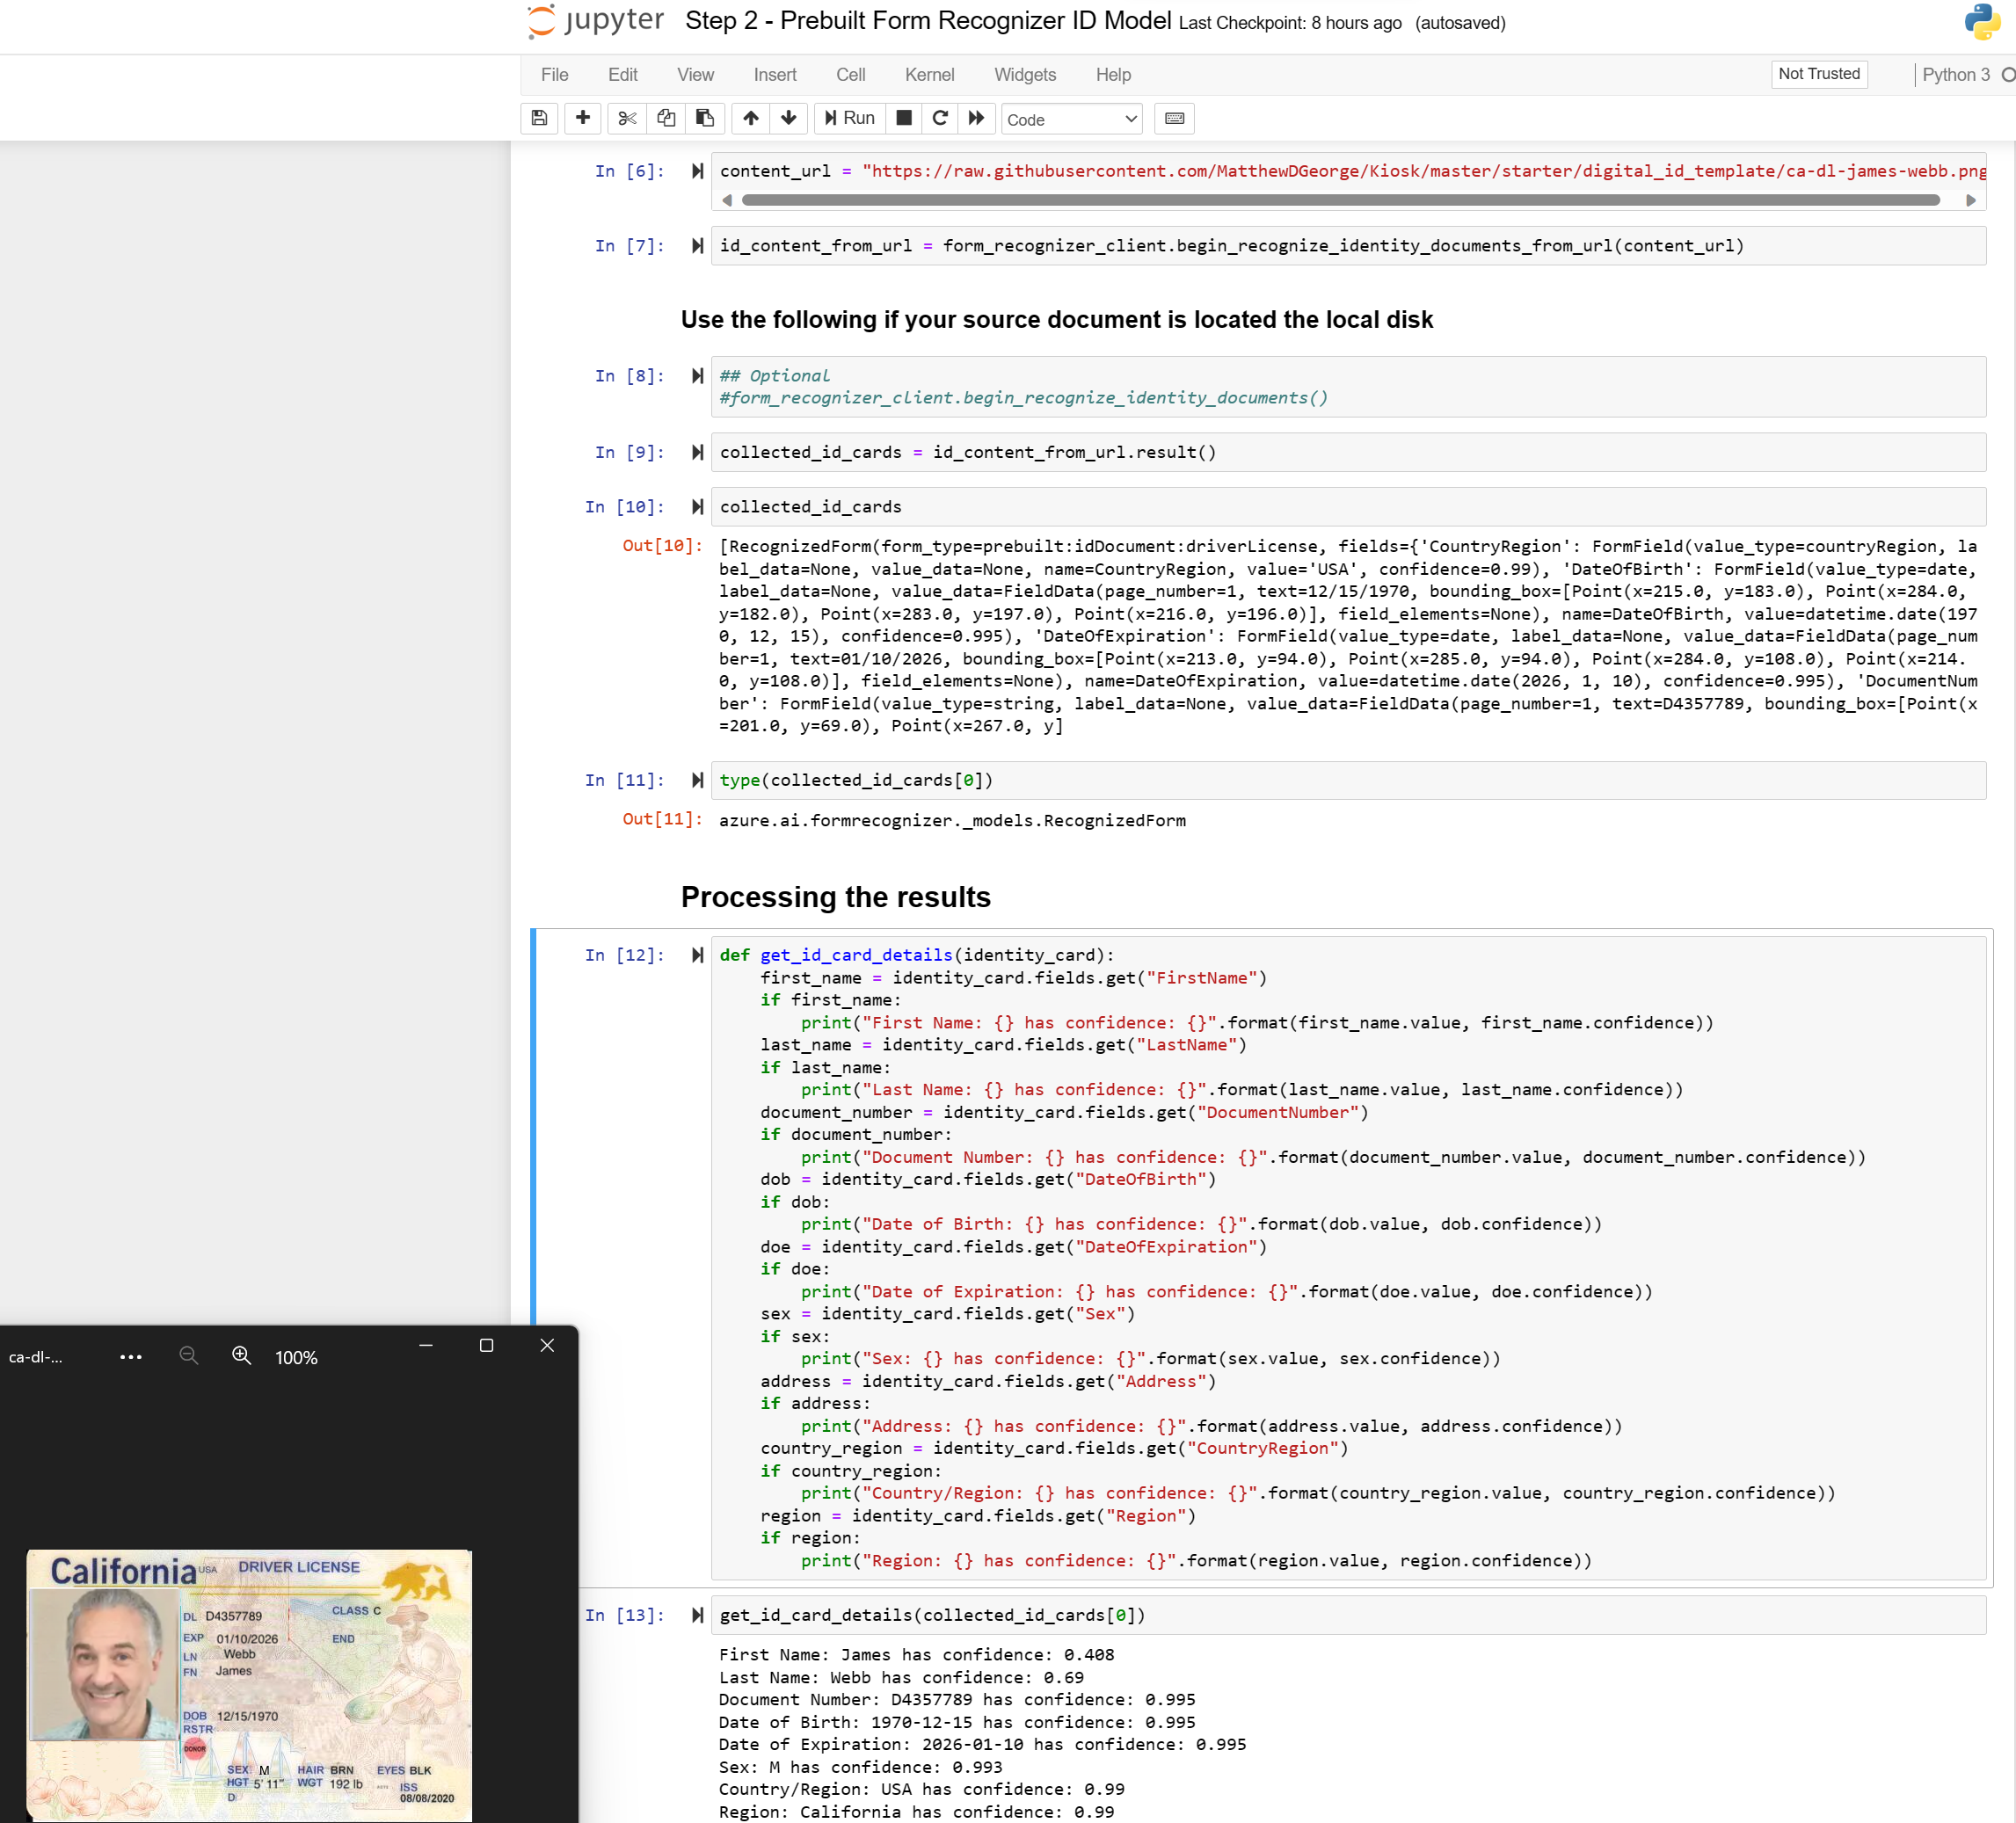 jupyter Step 2 - Prebuilt Form Recognizer ID Model Last Checkpoint: 8 hours ago (autosaved)
File Edit View Insert Cell Kernel Widgets Help Not Trusted Python 3
Run Code
In [6]: content_url = "https://raw.githubusercontent.com/MatthewDGeorge/Kiosk/master/starter/digital_id_template/ca-dl-james-webb.png
In [7]: id_content_from_url = form_recognizer_client.begin_recognize_identity_documents_from_url(content_url)
Use the following if your source document is located the local disk
In [8]: ## Optional
#form_recognizer_client.begin_recognize_identity_documents()
In [9]: collected_id_cards = id_content_from_url.result()
In [10]: collected_id_cards
Out[10]: [RecognizedForm(form_type=prebuilt:idDocument:driverLicense, fields={'CountryRegion': FormField(value_type=countryRegion, la
bel_data=None, value_data=None, name=CountryRegion, value='USA', confidence=0.99), 'DateOfBirth': FormField(value_type=date,
label_data=None, value_data=FieldData(page_number=1, text=12/15/1970, bounding_box=[Point(x=215.0, y=183.0), Point(x=284.0,
y=182.0), Point(x=283.0, y=197.0), Point(x=216.0, y=196.0)], field_elements=None), name=DateOfBirth, value=datetime.date(197
0, 12, 15), confidence=0.995), 'DateOfExpiration': FormField(value_type=date, label_data=None, value_data=FieldData(page_num
ber=1, text=01/10/2026, bounding_box=[Point(x=213.0, y=94.0), Point(x=285.0, y=94.0), Point(x=284.0, y=108.0), Point(x=214.
0, y=108.0)], field_elements=None), name=DateOfExpiration, value=datetime.date(2026, 1, 10), confidence=0.995), 'DocumentNum
ber': FormField(value_type=string, label_data=None, value_data=FieldData(page_number=1, text=D4357789, bounding_box=[Point(x
=201.0, y=69.0), Point(x=267.0, y]
In [11]: type(collected_id_cards[0])
Out[11]: azure.ai.formrecognizer._models.RecognizedForm
Processing the results
In [12]: def get_id_card_details(identity_card):
first_name = identity_card.fields.get("FirstName")
if first_name:
print("First Name: {} has confidence: {}".format(first_name.value, first_name.confidence))
last_name = identity_card.fields.get("LastName")
if last_name:
print("Last Name: {} has confidence: {}".format(last_name.value, last_name.confidence))
document_number = identity_card.fields.get("DocumentNumber")
if document_number:
print("Document Number: {} has confidence: {}".format(document_number.value, document_number.confidence))
dob = identity_card.fields.get("DateOfBirth")
if dob:
print("Date of Birth: {} has confidence: {}".format(dob.value, dob.confidence))
doe = identity_card.fields.get("DateOfExpiration")
if doe:
print("Date of Expiration: {} has confidence: {}".format(doe.value, doe.confidence))
sex = identity_card.fields.get("Sex")
if sex:
print("Sex: {} has confidence: {}".format(sex.value, sex.confidence))
address = identity_card.fields.get("Address")
if address:
print("Address: {} has confidence: {}".format(address.value, address.confidence))
country_region = identity_card.fields.get("CountryRegion")
if country_region:
print("Country/Region: {} has confidence: {}".format(country_region.value, country_region.confidence))
region = identity_card.fields.get("Region")
if region:
print("Region: {} has confidence: {}".format(region.value, region.confidence))
In [13]: get_id_card_details(collected_id_cards[0])
First Name: James has confidence: 0.408
Last Name: Webb has confidence: 0.69
Document Number: D4357789 has confidence: 0.995
Date of Birth: 1970-12-15 has confidence: 0.995
Date of Expiration: 2026-01-10 has confidence: 0.995
Sex: M has confidence: 0.993
Country/Region: USA has confidence: 0.99
Region: California has confidence: 0.99
ca-dl-... 100%
California USA DRIVER LICENSE
DL D4357789 CLASS C
EXP 01/10/2026 END
LN Webb
FN James
DOB 12/15/1970
RSTR
DONOR
SEX M HAIR BRN EYES BLK
HGT 5' 11" WGT 192 lb ISS
D 08/08/2020